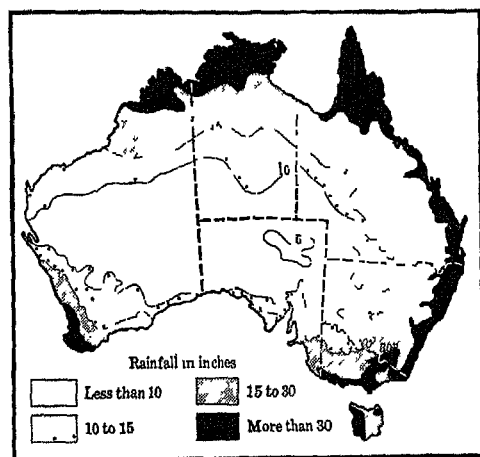 10
5
Rainfall in inches
Less than 10
15 to 30
10 to 15
More than 30